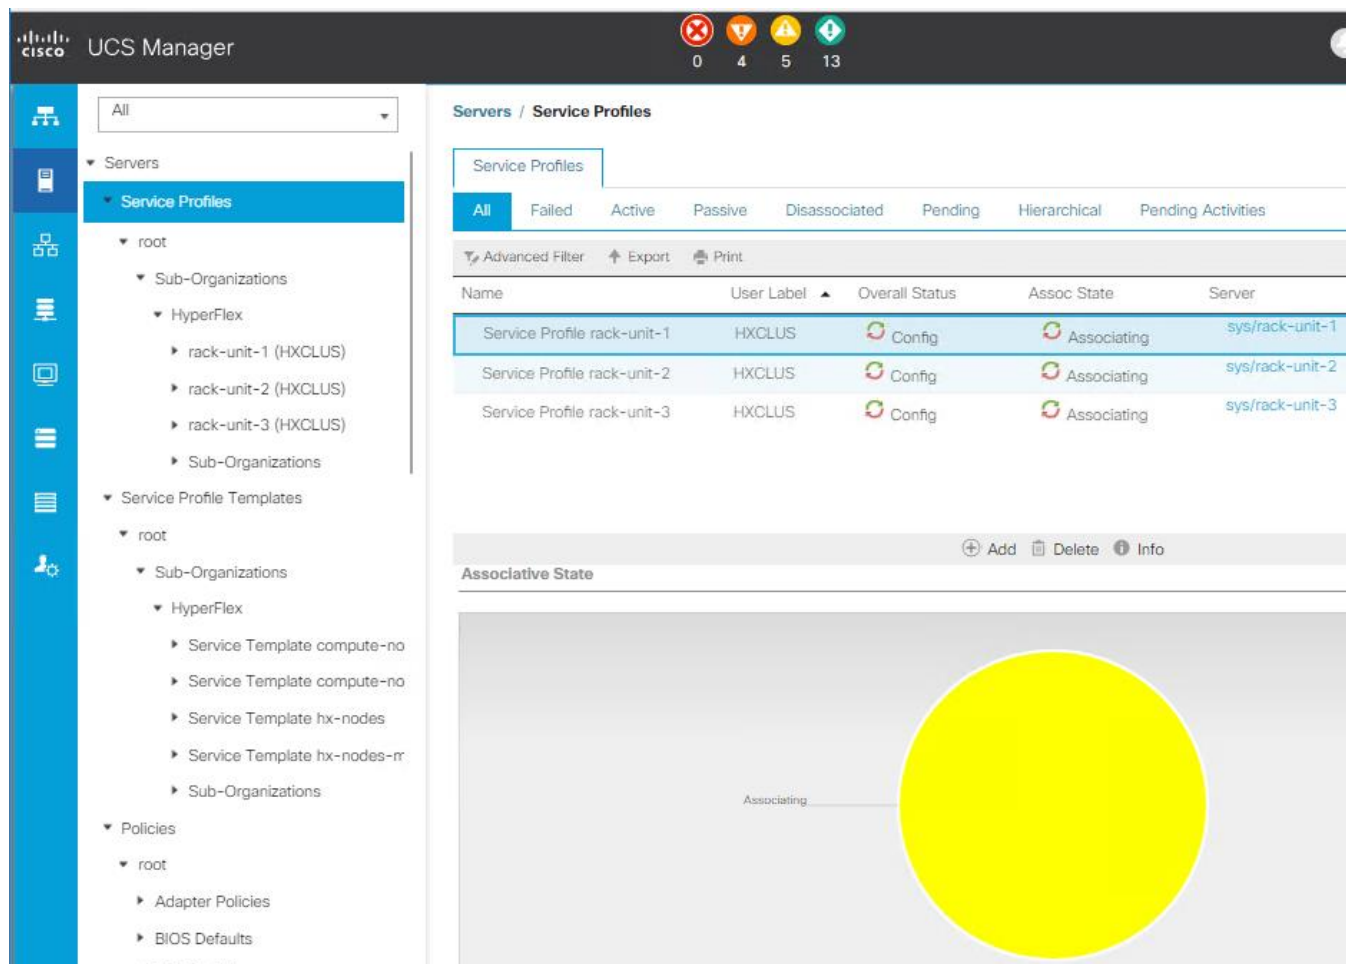 cisco UCS Manager
0 4 5 13
All
Servers
Service Profiles
root
Sub-Organizations
HyperFlex
rack-unit-1 (HXCLUS)
rack-unit-2 (HXCLUS)
rack-unit-3 (HXCLUS)
Sub-Organizations
Service Profile Templates
root
Sub-Organizations
HyperFlex
Service Template compute-no
Service Template compute-no
Service Template hx-nodes
Service Template hx-nodes-m
Sub-Organizations
Policies
root
Adapter Policies
BIOS Defaults
Servers / Service Profiles
Service Profiles
All Failed Active Passive Disassociated Pending Hierarchical Pending Activities
Advanced Filter Export Print
Name User Label Overall Status Assoc State Server
Service Profile rack-unit-1 HXCLUS Config Associating sys/rack-unit-1
Service Profile rack-unit-2 HXCLUS Config Associating sys/rack-unit-2
Service Profile rack-unit-3 HXCLUS Config Associating sys/rack-unit-3
Add Delete Info
Associative State
Associating